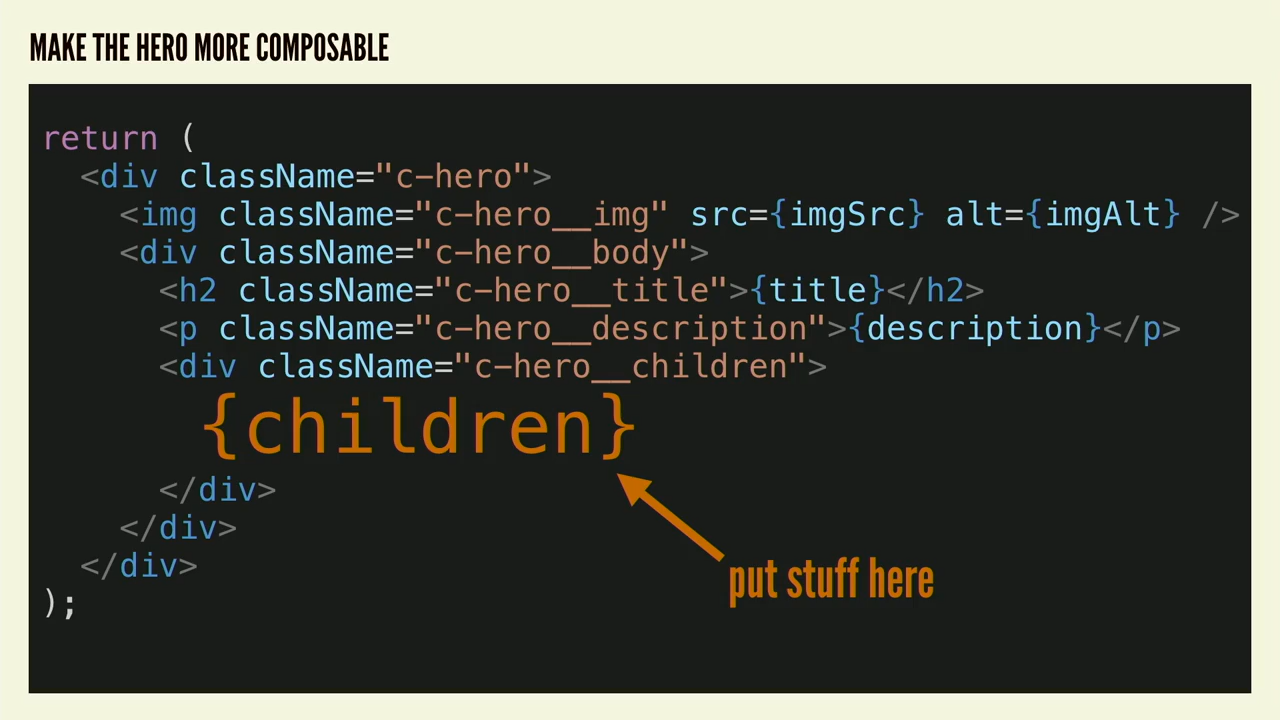 MAKE THE HERO MORE COMPOSABLE
return (
<div className="c-hero">
<img className="c-hero__img" src={imgSrc} alt={imgAlt} />
<div className="c-hero__body">
<h2 className="c-hero__title">{title}</h2>
<p className="c-hero__description">{description}</p>
<div className="c-hero__children">
{children}
</div>
</div>
</div>
);
put stuff here